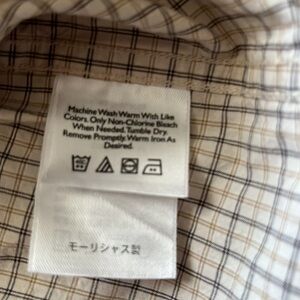 Machine Wash Warm With Like
Colors. Only Non-Chlorine Bleach
When Needed. Tumble Dry.
Remove Promptly. Warm Iron As
Desired.
モーリシャス製